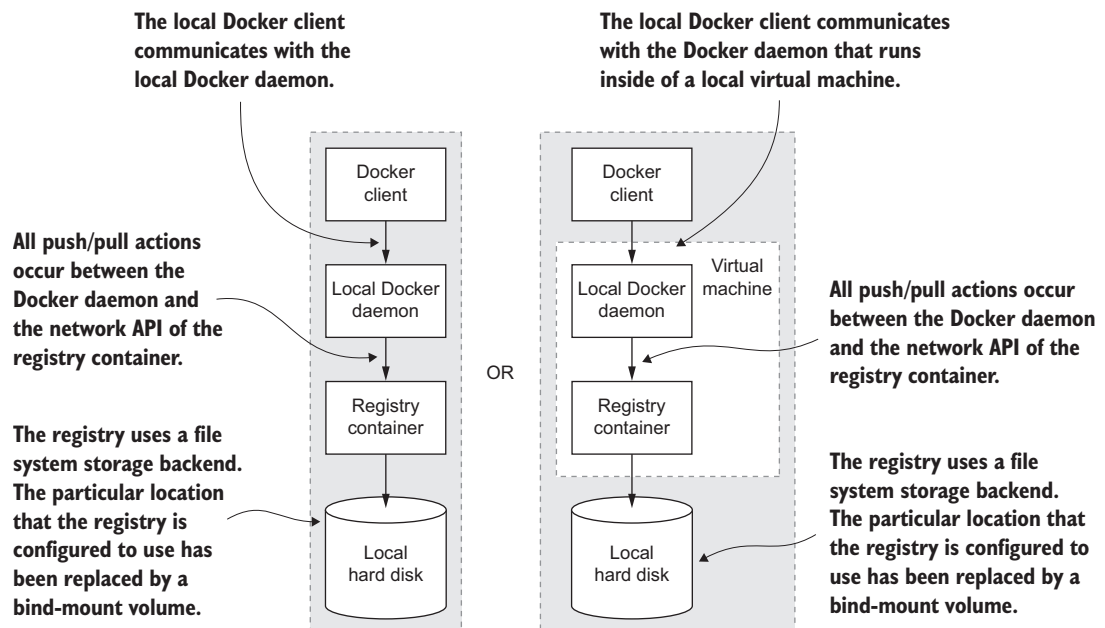 The local Docker client
communicates with the
local Docker daemon.
The local Docker client communicates
with the Docker daemon that runs
inside of a local virtual machine.
All push/pull actions
occur between the
Docker daemon and
the network API of the
registry container.
The registry uses a file
system storage backend.
The particular location
that the registry is
configured to use has
been replaced by a
bind-mount volume.
Docker
client
Local Docker
daemon
Registry
container
Local
hard disk
OR
Docker
client
Virtual
machine
Local Docker
daemon
Registry
container
Local
hard disk
All push/pull actions occur
between the Docker daemon
and the network API of the
registry container.
The registry uses a file
system storage backend.
The particular location that
the registry is configured to
use has been replaced by a
bind-mount volume.